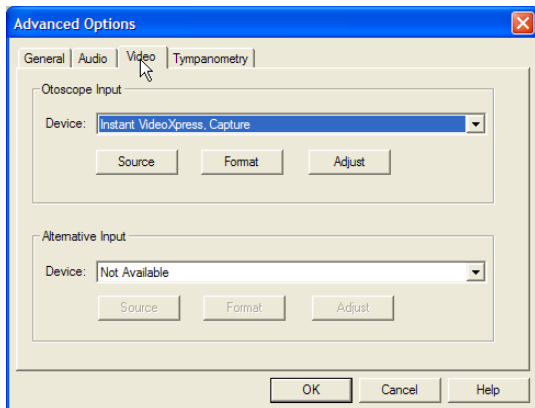 Advanced Options
General Audio Video Tympanometry
Otoscope Input
Device: Instant VideoXpress, Capture
Source Format Adjust
Alternative Input
Device: Not Available
Source Format Adjust
OK Cancel Help